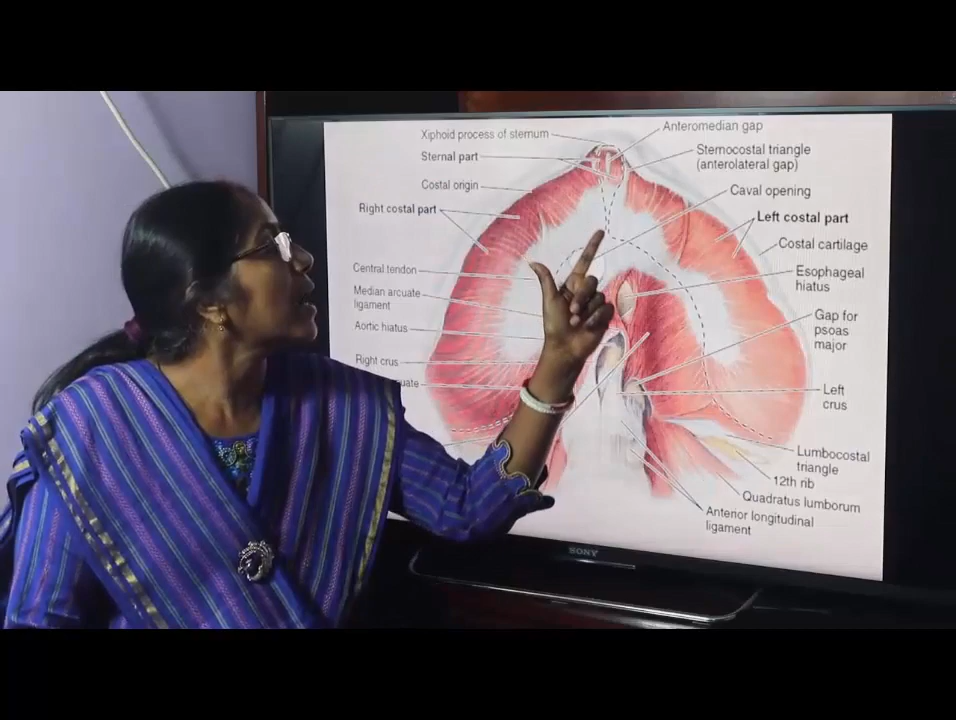 Xiphoid process of sternum
Sternal part
Costal origin
Right costal part
Central tendon
Median arcuate
ligament
Aortic hiatus
Right crus
cuate
Anteromedian gap
Sternocostal triangle
(anterolateral gap)
Caval opening
Left costal part
Costal cartilage
Esophageal
hiatus
Gap for
psoas
major
Left
crus
Lumbocostal
triangle
12th rib
Quadratus lumborum
Anterior longitudinal
ligament
SONY